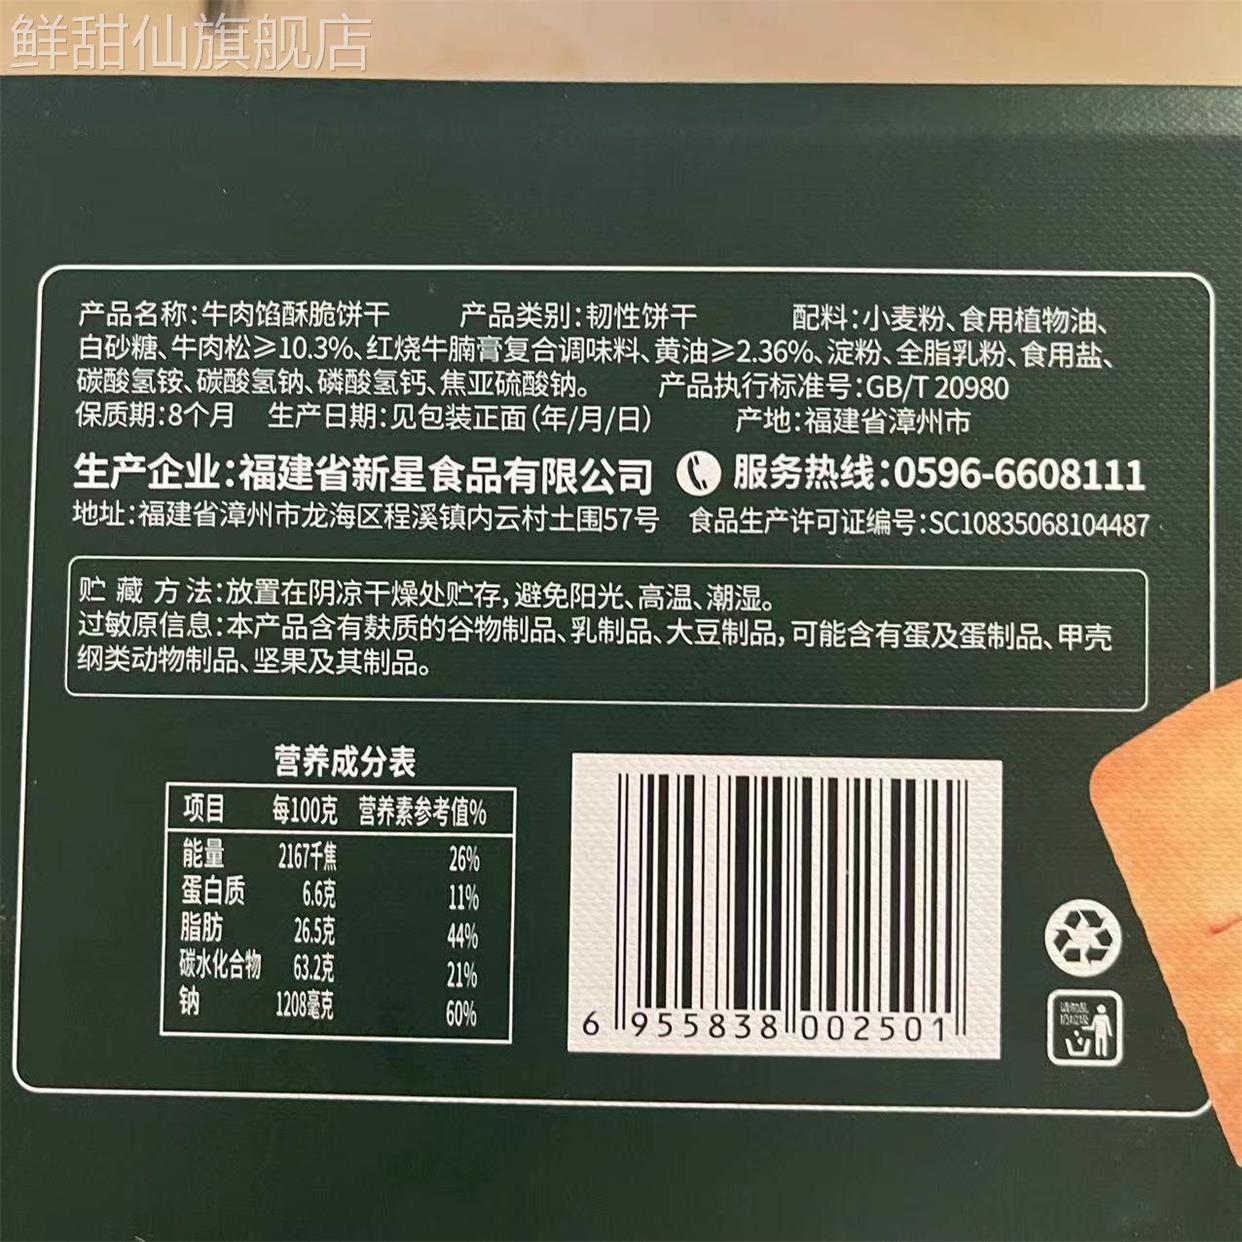 鲜甜仙旗舰店
产品名称:牛肉馅酥脆饼干 产品类别:韧性饼干 配料:小麦粉、食用植物油、
白砂糖、牛肉松≥10.3%、红烧牛腩膏复合调味料、黄油≥2.36%、淀粉、全脂乳粉、食用盐、
碳酸氢铵、碳酸氢钠、磷酸氢钙、焦亚硫酸钠。 产品执行标准号:GB/T 20980
保质期:8个月 生产日期:见包装正面(年/月/日) 产地:福建省漳州市
生产企业:福建省新星食品有限公司 服务热线:0596-6608111
地址:福建省漳州市龙海区程溪镇内云村土围57号 食品生产许可证编号:SC10835068104487
贮藏方法:放置在阴凉干燥处贮存,避免阳光、高温、潮湿。
过敏原信息:本产品含有麸质的谷物制品、乳制品、大豆制品,可能含有蛋及蛋制品、甲壳
纲类动物制品、坚果及其制品。
营养成分表
项目 每100克 营养素参考值%
能量 2167千焦 26%
蛋白质 6.6克 11%
脂肪 26.5克 44%
碳水化合物 63.2克 21%
钠 1208毫克 60%
6 955838 002501
请勿乱
扔垃圾